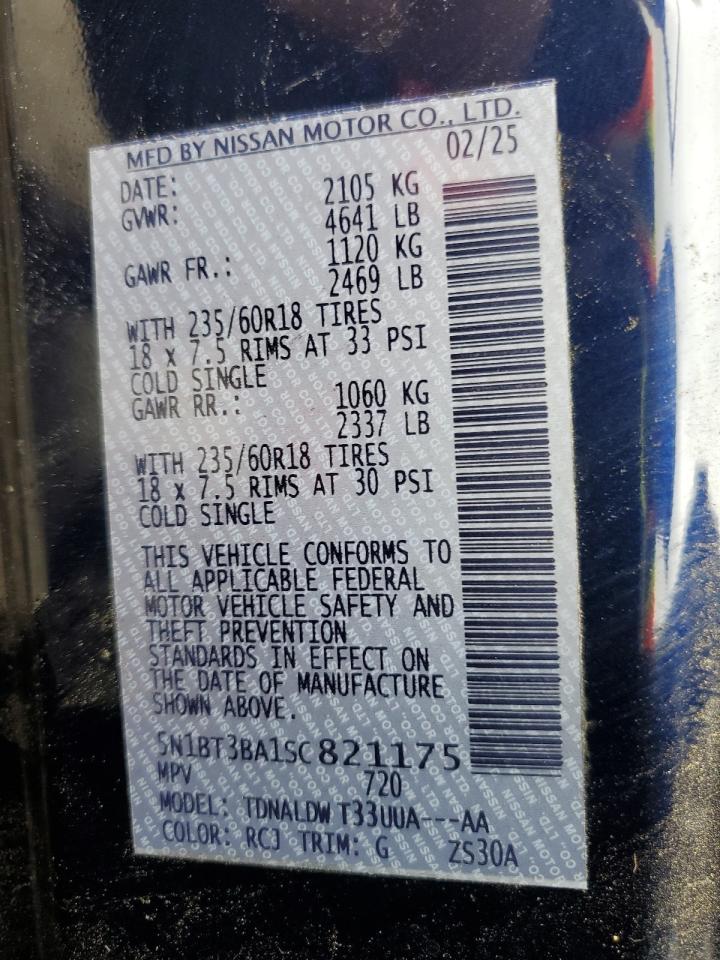 MFD BY NISSAN MOTOR CO., LTD.
DATE: 02/25
GVWR: 2105 KG
4641 LB
GAWR FR.: 1120 KG
2469 LB
WITH 235/60R18 TIRES
18 x 7.5 RIMS AT 33 PSI
COLD SINGLE
GAWR RR.: 1060 KG
2337 LB
WITH 235/60R18 TIRES
18 x 7.5 RIMS AT 30 PSI
COLD SINGLE
THIS VEHICLE CONFORMS TO
ALL APPLICABLE FEDERAL
MOTOR VEHICLE SAFETY AND
THEFT PREVENTION
STANDARDS IN EFFECT ON
THE DATE OF MANUFACTURE
SHOWN ABOVE.
5N1BT3BA1SC821175
MPV 720
MODEL: TDNALDW T33UUA---AA
COLOR: RCJ TRIM: G ZS30A